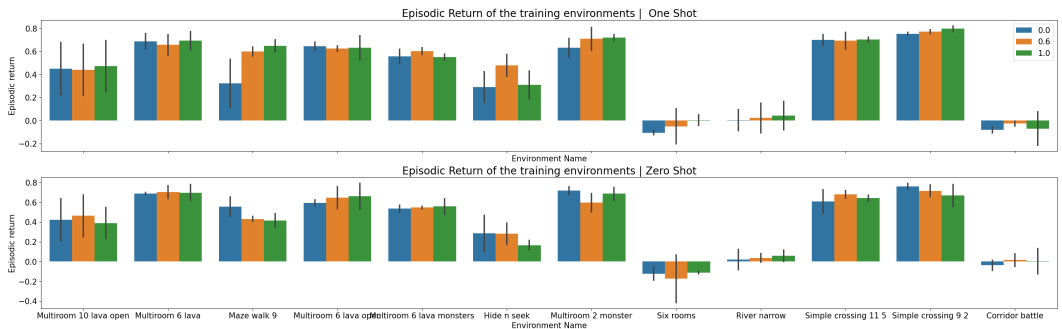 Episodic Return of the training environments | One Shot
0.8
0.6
0.4
0.2
0.0
−0.2
Episodic return
0.0
0.6
1.0
Environment Name
Episodic Return of the training environments | Zero Shot
0.8
0.6
0.4
0.2
0.0
−0.2
−0.4
Episodic return
Multiroom 10 lava open Multiroom 6 lava Maze walk 9 Multiroom 6 lava open Multiroom 6 lava monsters Hide n seek Multiroom 2 monster Six rooms River narrow Simple crossing 11 5 Simple crossing 9 2 Corridor battle
Environment Name